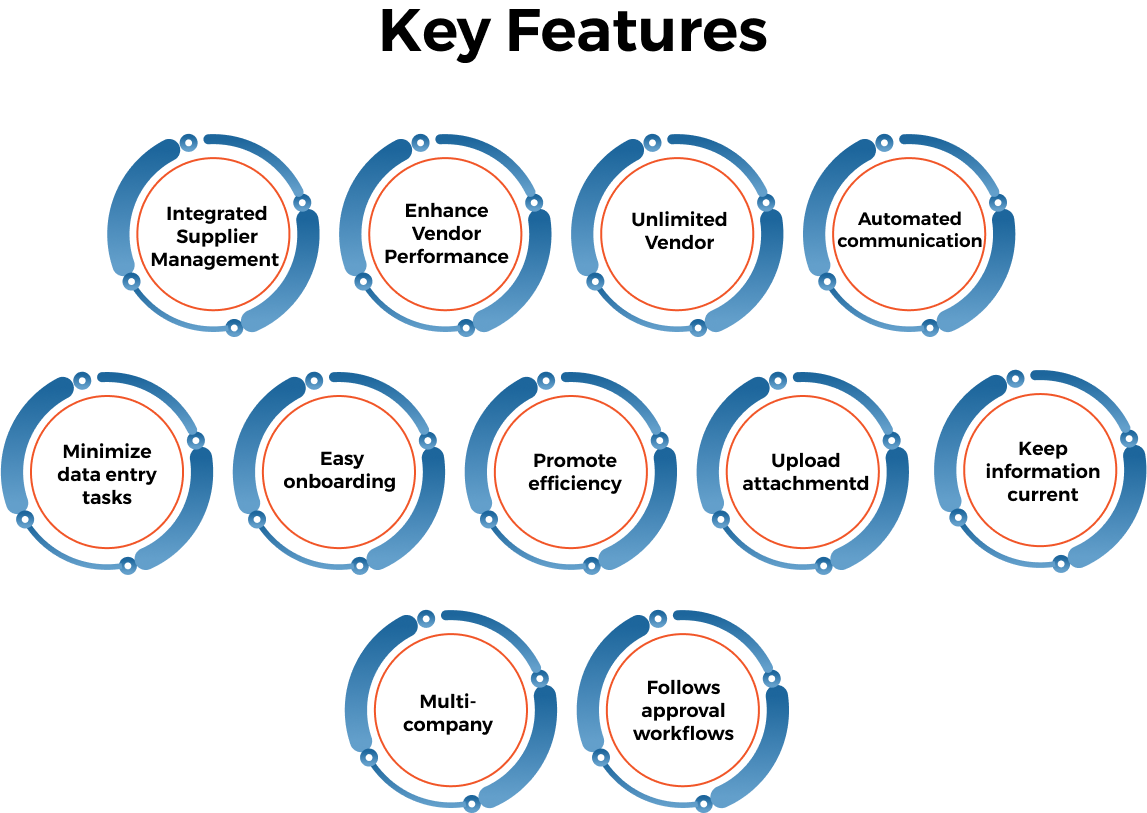 Key Features
Integrated
Supplier
Management
Enhance
Vendor
Performance
Unlimited
Vendor
Automated
communication
Minimize
data entry
tasks
Easy
onboarding
Promote
efficiency
Upload
attachmentd
Keep
information
current
Multi-
company
Follows
approval
workflows